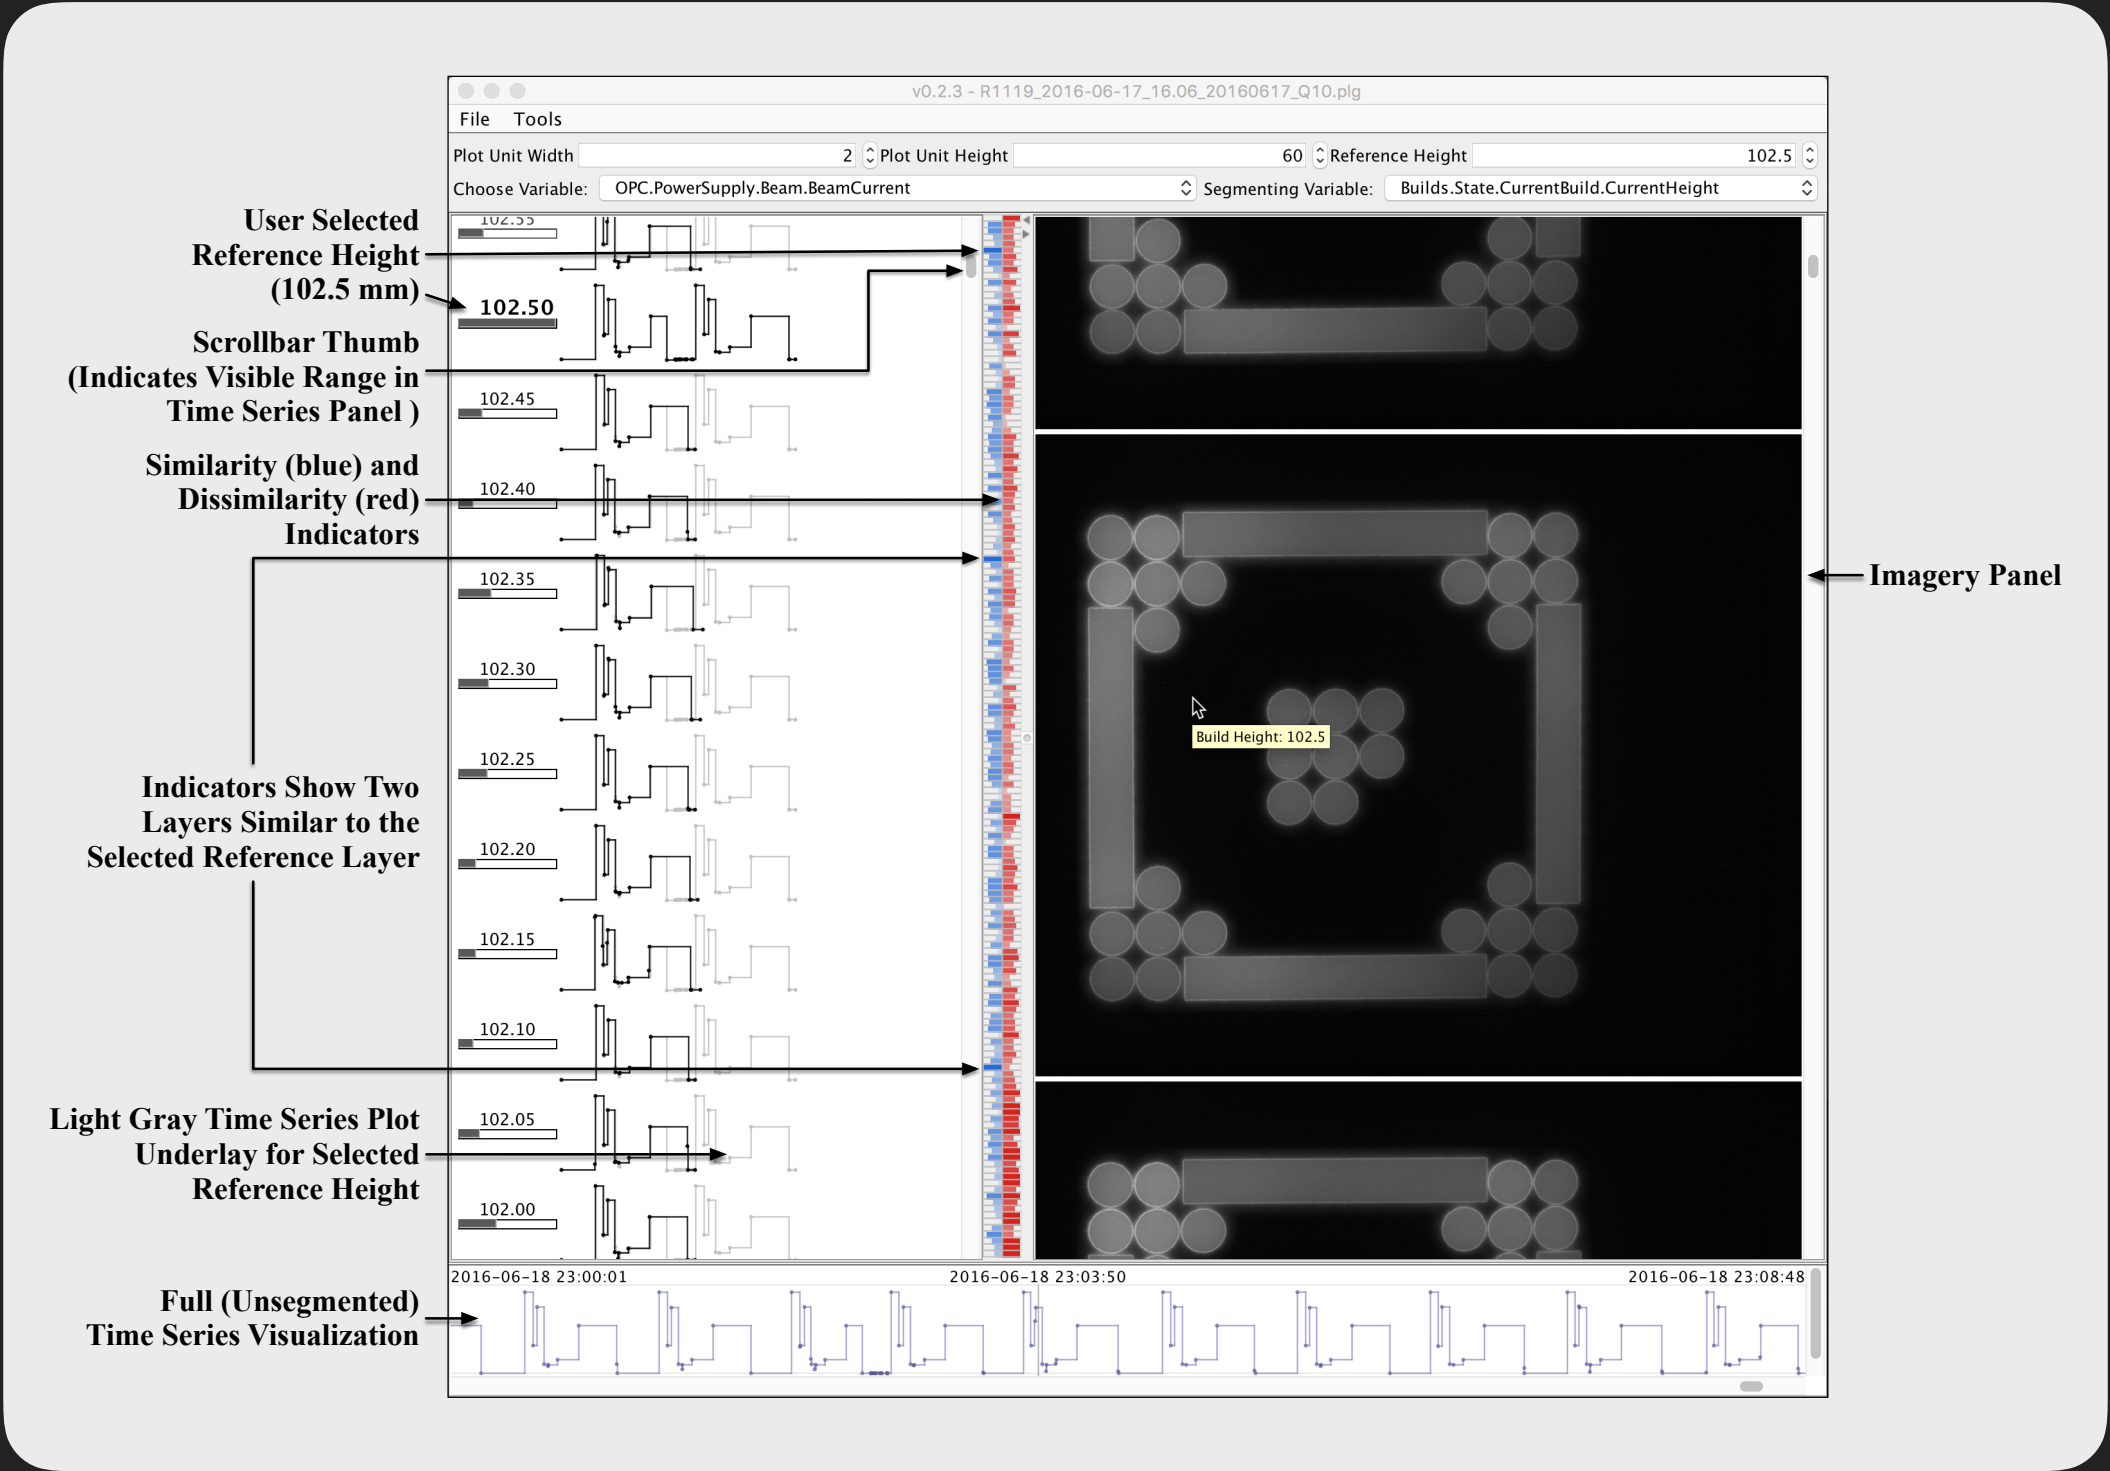 v0.2.3 - R1119_2016-06-17_16.06_20160617_Q10.plg
File Tools
Plot Unit Width 2 Plot Unit Height 60 Reference Height 102.5
Choose Variable: OPC.PowerSupply.Beam.BeamCurrent Segmenting Variable: Builds.State.CurrentBuild.CurrentHeight
User Selected
Reference Height
(102.5 mm)
Scrollbar Thumb
(Indicates Visible Range in
Time Series Panel )
Similarity (blue) and
Dissimilarity (red)
Indicators
Indicators Show Two
Layers Similar to the
Selected Reference Layer
Light Gray Time Series Plot
Underlay for Selected
Reference Height
Full (Unsegmented)
Time Series Visualization
102.55
102.50
102.45
102.40
102.35
102.30
102.25
102.20
102.15
102.10
102.05
102.00
Build Height: 102.5
Imagery Panel
2016-06-18 23:00:01 2016-06-18 23:03:50 2016-06-18 23:08:48